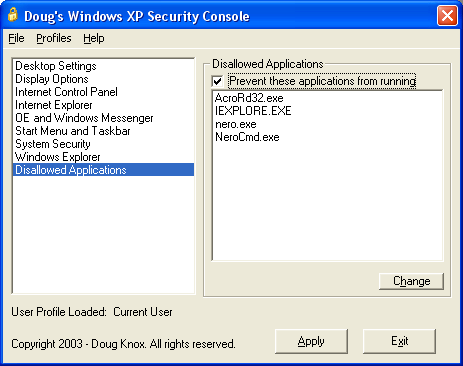 Doug's Windows XP Security Console
File Profiles Help
Desktop Settings
Display Options
Internet Control Panel
Internet Explorer
OE and Windows Messenger
Start Menu and Taskbar
System Security
Windows Explorer
Disallowed Applications
Disallowed Applications
Prevent these applications from running
AcroRd32.exe
IEXPLORE.EXE
nero.exe
NeroCmd.exe
Change
User Profile Loaded: Current User
Copyright 2003 - Doug Knox. All rights reserved.
Apply
Exit